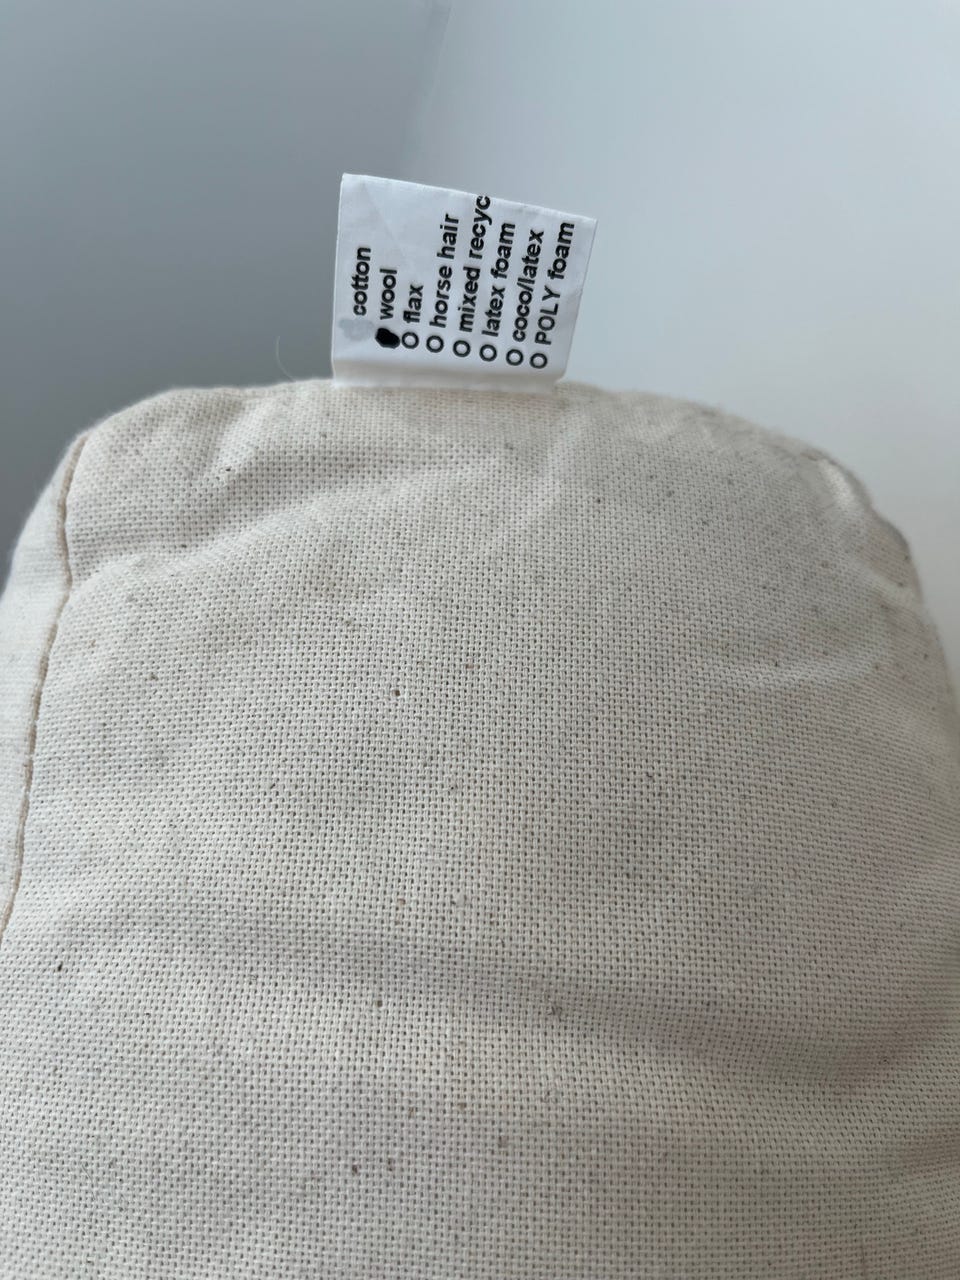 cotton
wool
flax
horse hair
mixed recyc
latex foam
coco/latex
POLY foam